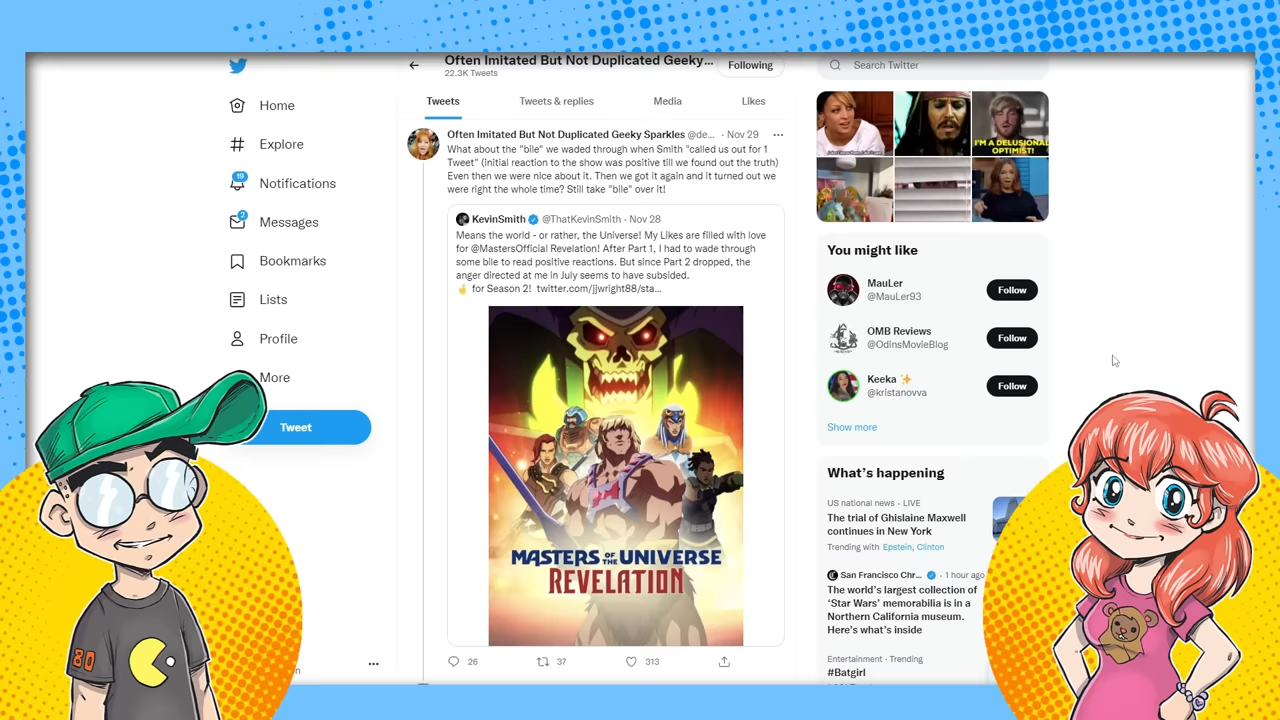 Often Imitated But Not Duplicated Geeky...
22.3K Tweets
Following
Search Twitter
Home
Explore
19
Notifications
2
Messages
Bookmarks
Lists
Profile
More
Tweet
Tweets
Tweets & replies
Media
Likes
Often Imitated But Not Duplicated Geeky Sparkles @de... · Nov 29
What about the "bile" we waded through when Smith "called us out for 1
Tweet" (initial reaction to the show was positive till we found out the truth)
Even then we were nice about it. Then we got it again and it turned out we
were right the whole time? Still take "bile" over it!
KevinSmith @ThatKevinSmith · Nov 28
Means the world - or rather, the Universe! My Likes are filled with love
for @MastersOfficial Revelation! After Part 1, I had to wade through
some bile to read positive reactions. But since Part 2 dropped, the
anger directed at me in July seems to have subsided.
🤞 for Season 2! twitter.com/jjwright88/sta...
MASTERS OF THE UNIVERSE
REVELATION
26
37
313
I'M A DELUSIONAL
OPTIMIST!
You might like
MauLer
@MauLer93
Follow
OMB Reviews
@OdinsMovieBlog
Follow
Keeka ✨
@kristanovva
Follow
Show more
What's happening
US national news · LIVE
The trial of Ghislaine Maxwell
continues in New York
Trending with Epstein, Clinton
San Francisco Chr... · 1 hour ago
The world's largest collection of
'Star Wars' memorabilia is in a
Northern California museum.
Here's what's inside
Entertainment · Trending
#Batgirl
80